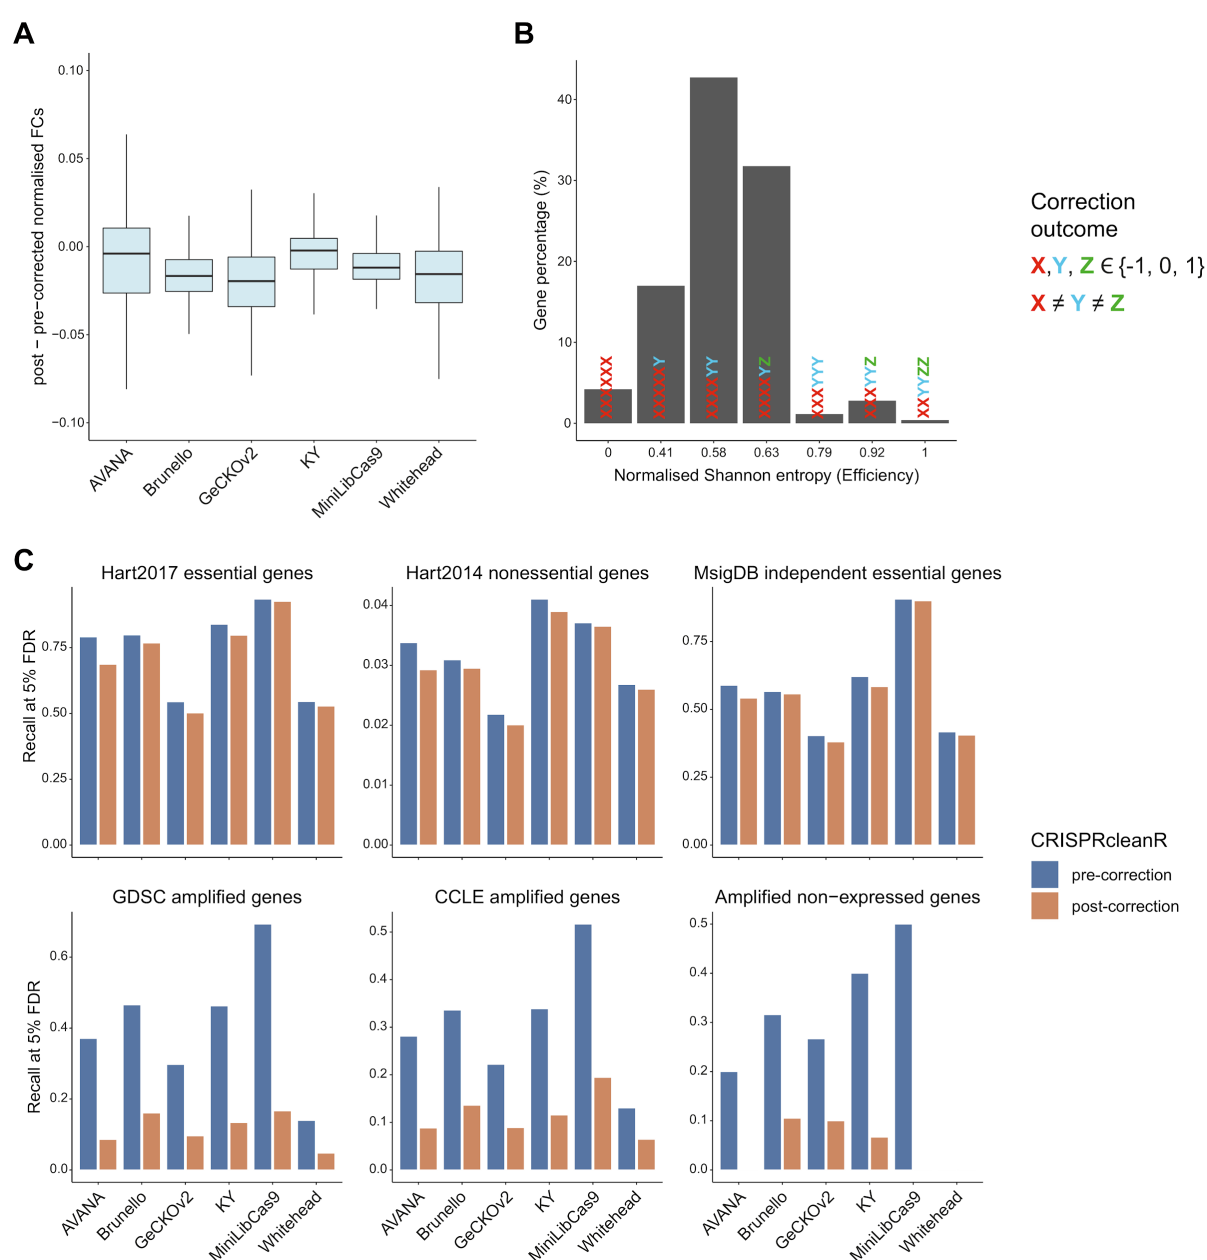 A
post − pre−corrected normalised FCs
0.10
0.05
0.00
−0.05
−0.10
AVANA
Brunello
GeCKOv2
KY
MiniLibCas9
Whitehead
B
Gene percentage (%)
40
30
20
10
0
XXXXXX
XXXXXY
XXXXYY
XXXXYZ
XXXYYY
XXXYYZ
XXYYZZ
0 0.41 0.58 0.63 0.79 0.92 1
Normalised Shannon entropy (Efficiency)
Correction
outcome
X,Y, Z ∈ {-1, 0, 1}
X ≠ Y ≠ Z
C
Hart2017 essential genes
Recall at 5% FDR
0.75
0.50
0.25
0.00
Hart2014 nonessential genes
0.04
0.03
0.02
0.01
0.00
MsigDB independent essential genes
0.75
0.50
0.25
0.00
GDSC amplified genes
Recall at 5% FDR
0.6
0.4
0.2
0.0
AVANA
Brunello
GeCKOv2
KY
MiniLibCas9
Whitehead
CCLE amplified genes
0.5
0.4
0.3
0.2
0.1
0.0
AVANA
Brunello
GeCKOv2
KY
MiniLibCas9
Whitehead
Amplified non−expressed genes
0.5
0.4
0.3
0.2
0.1
0.0
AVANA
Brunello
GeCKOv2
KY
MiniLibCas9
Whitehead
CRISPRcleanR
pre−correction
post−correction